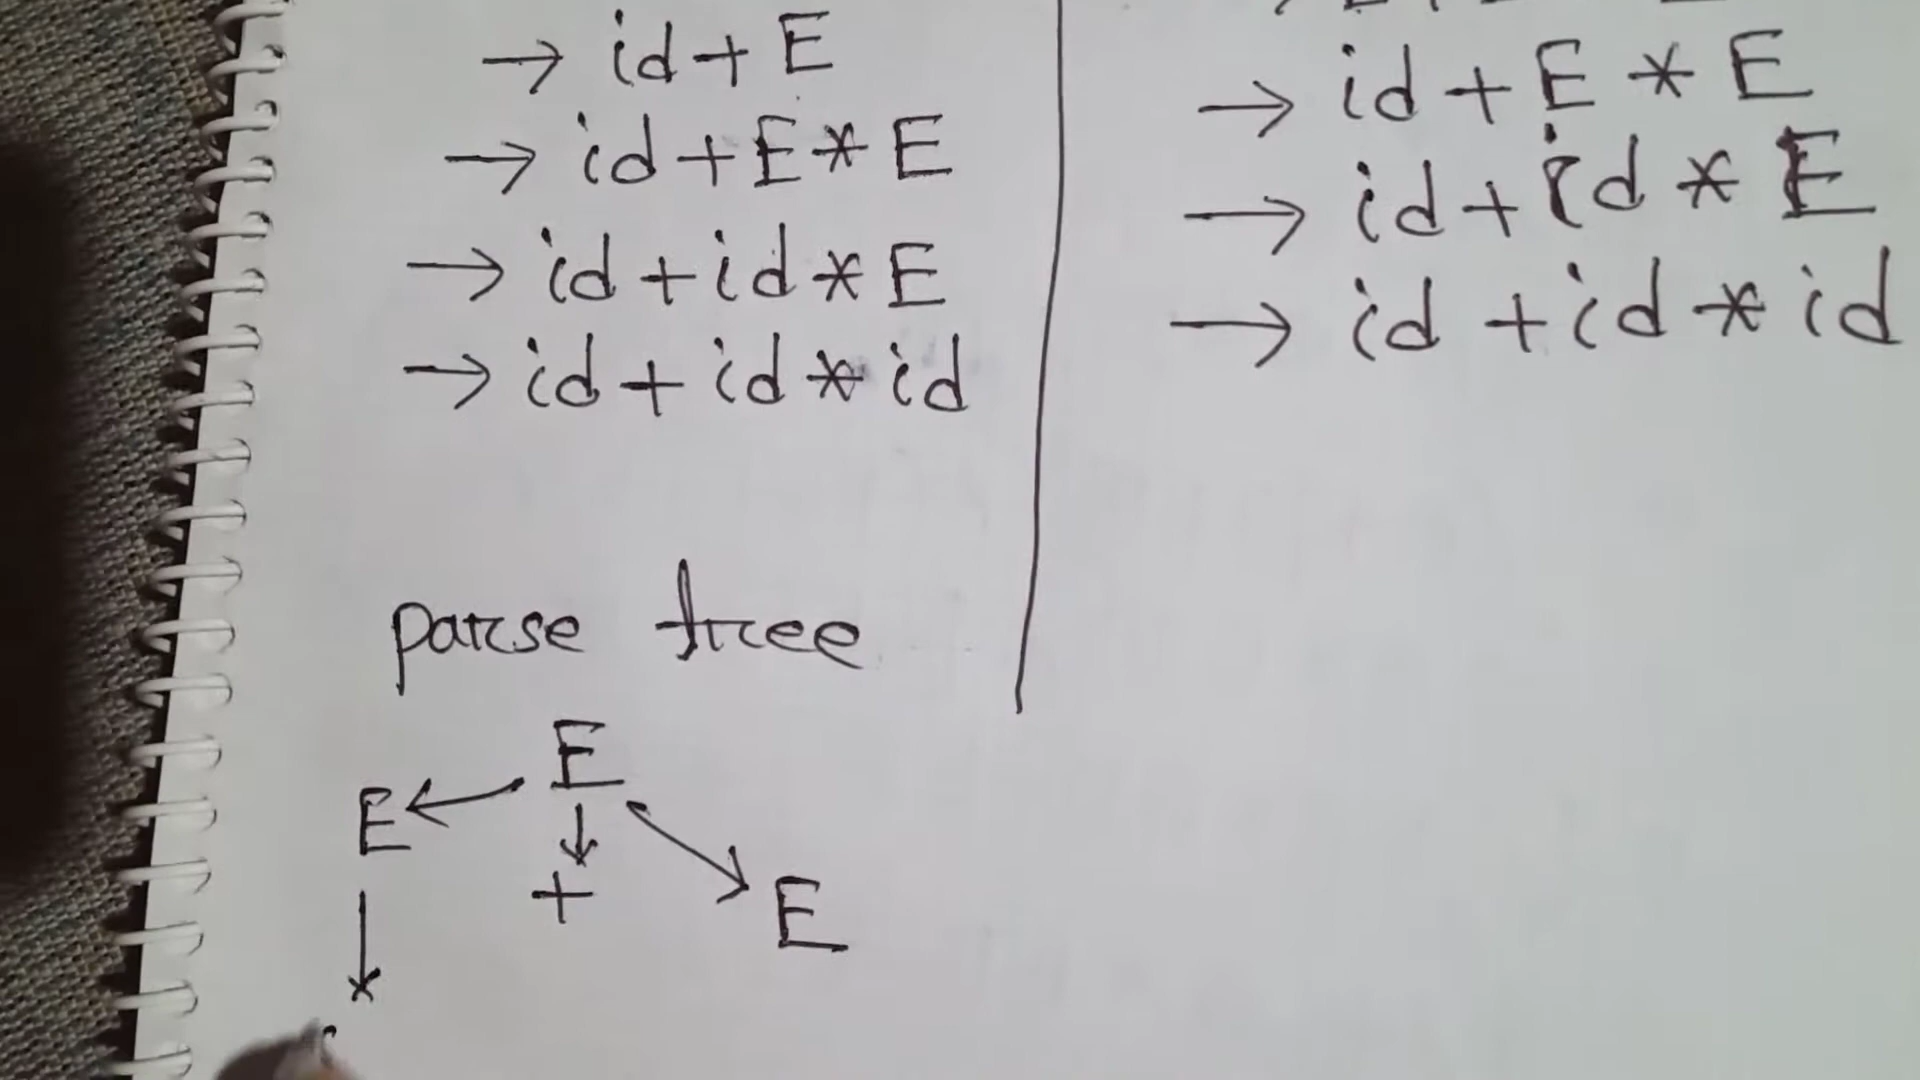 → id + E
→ id + E * E
→ id + id * E
→ id + id * id
→ id + E * E
→ id + id * E
→ id + id * id
parse tree
E
E
+
E